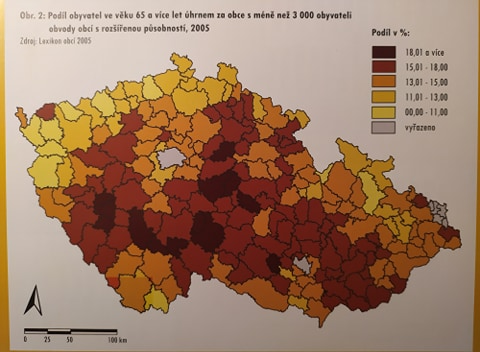 Obr. 2: Podíl obyvatel ve věku 65 a více let úhrnem za obce s méně než 3 000 obyvateli
obvody obcí s rozšířenou působností, 2005
Zdroj: Lexikon obcí 2005
Podíl v %:
18,01 a více
15,01 - 18,00
13,01 - 15,00
11,01 - 13,00
00,00 - 11,00
vyřazeno
0 25 50 100 km